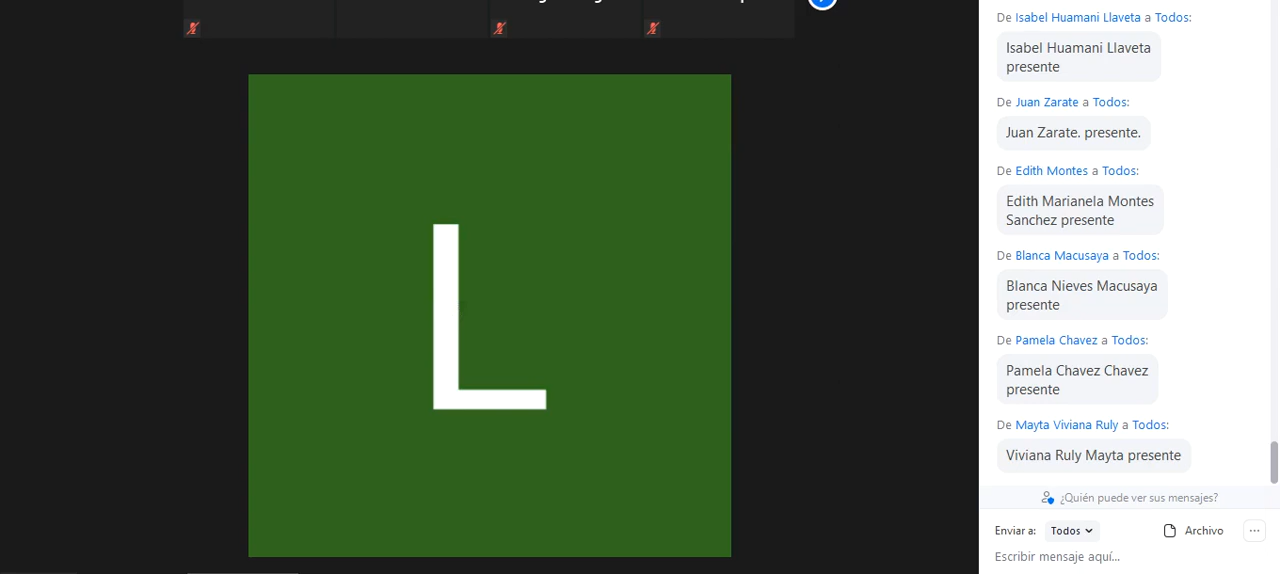 L
De Isabel Huamani Llaveta a Todos:
Isabel Huamani Llaveta
presente
De Juan Zarate a Todos:
Juan Zarate. presente.
De Edith Montes a Todos:
Edith Marianela Montes
Sanchez presente
De Blanca Macusaya a Todos:
Blanca Nieves Macusaya
presente
De Pamela Chavez a Todos:
Pamela Chavez Chavez
presente
De Mayta Viviana Ruly a Todos:
Viviana Ruly Mayta presente
¿Quién puede ver sus mensajes?
Enviar a: Todos Archivo ...
Escribir mensaje aquí...